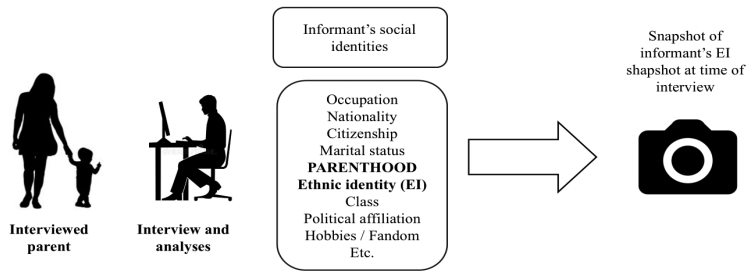 Informant's social
identities
Snapshot of
informant's EI
shapshot at time of
interview
Occupation
Nationality
Citizenship
Marital status
PARENTHOOD
Ethnic identity (EI)
Class
Political affiliation
Hobbies / Fandom
Etc.
Interviewed
parent
Interview and
analyses